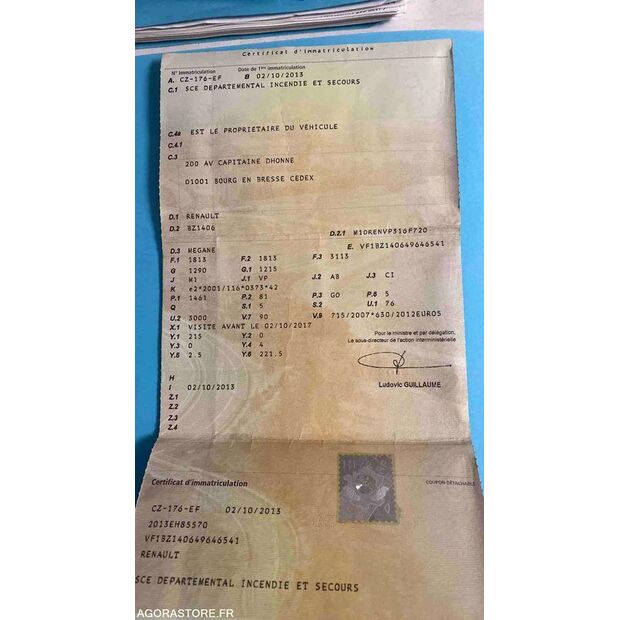 Certificat d'immatriculation
N° immatriculation Date de 1ère immatriculation
A. CZ-176-EF B 02/10/2013
C.1 SCE DEPARTEMENTAL INCENDIE ET SECOURS
C.4a EST LE PROPRIETAIRE DU VÉHICULE
C.4.1
C.3 200 AV CAPITAINE DHONNE
01001 BOURG EN BRESSE CEDEX
D.1 RENAULT
D.2 BZ1406 D.2.1 M10RENVP316F720
D.3 MEGANE E. VF1BZ140649646541
F.1 1813 F.2 1813 F.3 3113
G 1290 G.1 1215
J M1 J.1 VP J.2 AB J.3 CI
K e2*2001/116*0373*42
P.1 1461 P.2 81 P.3 GO P.6 5
Q S.1 5 S.2 U.1 76
U.2 3000 V.7 90 V.9 715/2007*630/2012EURO5
X.1 VISITE AVANT LE 02/10/2017
Y.1 215 Y.2 0
Y.3 0 Y.4 4
Y.5 2.5 Y.6 221.5
Pour le ministre et par délégation,
Le sous-directeur de l'action interministérielle
H
I 02/10/2013
Ludovic GUILLAUME
Z.1
Z.2
Z.3
Z.4
Certificat d'immatriculation COUPON DÉTACHABLE
CZ-176-EF 02/10/2013
2013EH85570
VF1BZ140649646541
RENAULT
SCE DEPARTEMENTAL INCENDIE ET SECOURS
AGORASTORE.FR